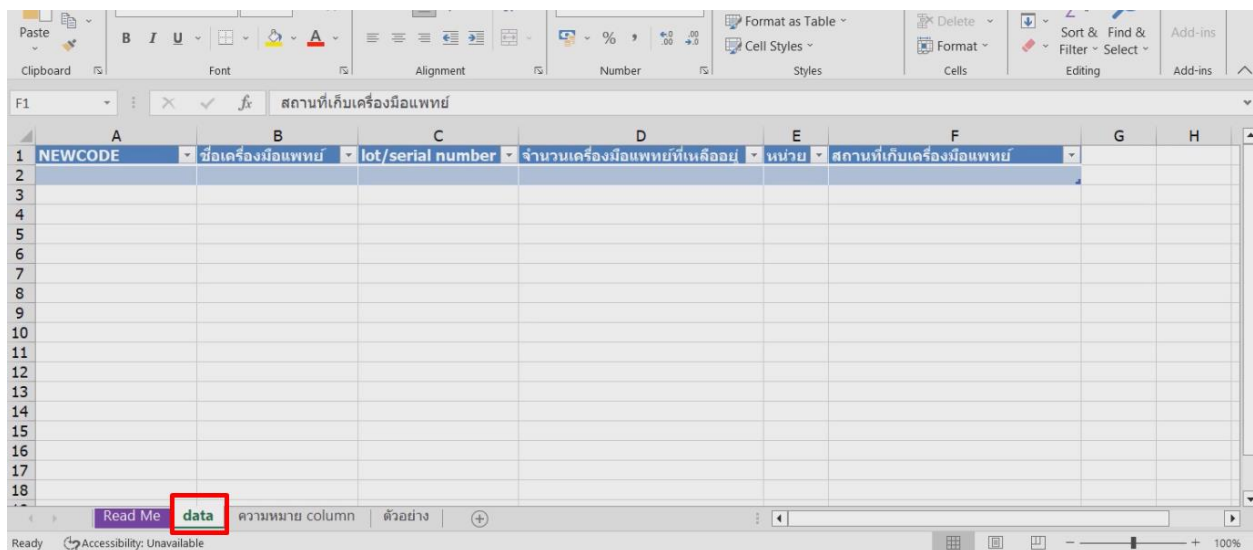 Paste
B I U
A
% ,
Format as Table
Cell Styles
Delete
Format
Sort & Find &
Filter Select
Add-ins
Clipboard Font Alignment Number Styles Cells Editing Add-ins
F1 fx สถานที่เก็บเครื่องมือแพทย์
A B C D E F G H
1 NEWCODE ชื่อเครื่องมือแพทย์ lot/serial number จำนวนเครื่องมือแพทย์ที่เหลืออยู่ หน่วย สถานที่เก็บเครื่องมือแพทย์
2
3
4
5
6
7
8
9
10
11
12
13
14
15
16
17
18
Read Me data ความหมาย column ตัวอย่าง
Ready Accessibility: Unavailable 100%